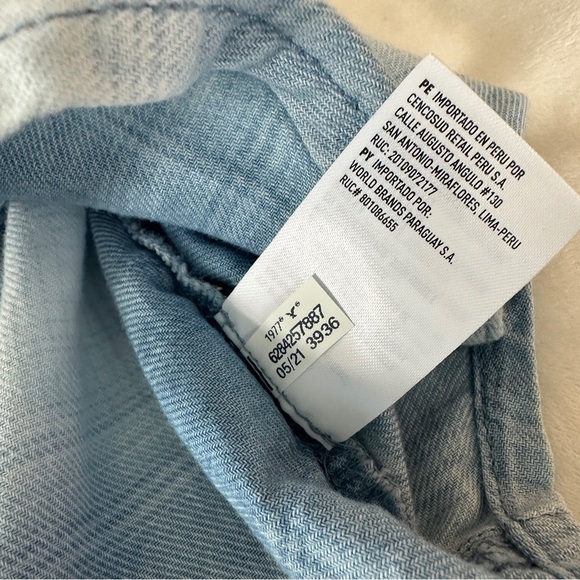 PE IMPORTADO EN PERU POR
CENCOSUD RETAIL PERU S.A.
CALLE AUGUSTO ANGULO #130
SAN ANTONIO-MIRAFLORES, LIMA-PERU
RUC: 20109072177
PY IMPORTADO POR:
WORLD BRANDS PARAGUAY S.A.
RUC# 801086655
1977" Y"
6284257887
05/21 3936